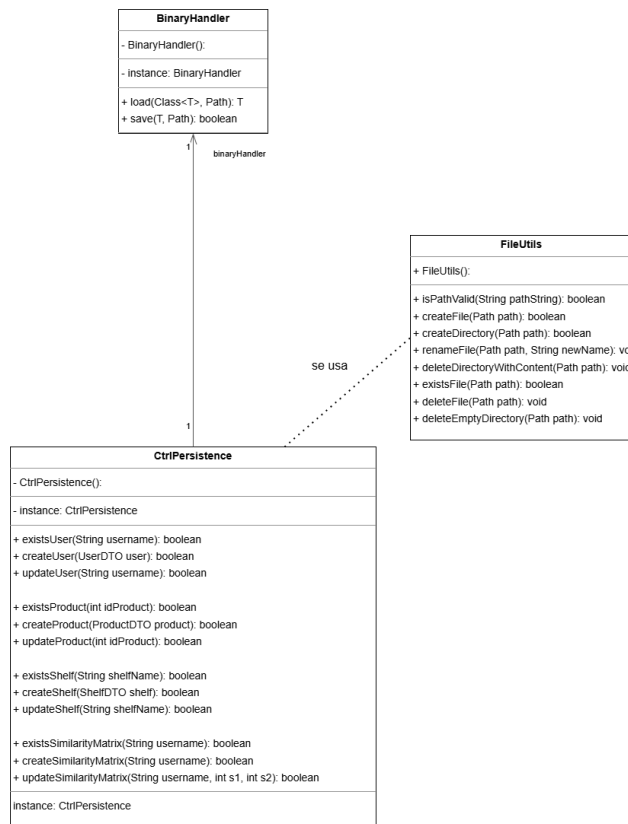 BinaryHandler
- BinaryHandler():
- instance: BinaryHandler
+ load(Class<T>, Path): T
+ save(T, Path): boolean
1
binaryHandler
FileUtils
+ FileUtils():
+ isPathValid(String pathString): boolean
+ createFile(Path path): boolean
+ createDirectory(Path path): boolean
+ renameFile(Path path, String newName):
+ deleteDirectoryWithContent(Path path): void
+ existsFile(Path path): boolean
+ deleteFile(Path path): void
+ deleteEmptyDirectory(Path path): void
se usa
1
CtrlPersistence
- CtrlPersistence():
- instance: CtrlPersistence
+ existsUser(String username): boolean
+ createUser(UserDTO user): boolean
+ updateUser(String username): boolean
+ existsProduct(int idProduct): boolean
+ createProduct(ProductDTO product): boolean
+ updateProduct(int idProduct): boolean
+ existsShelf(String shelfName): boolean
+ createShelf(ShelfDTO shelf): boolean
+ updateShelf(String shelfName): boolean
+ existsSimilarityMatrix(String username): boolean
+ createSimilarityMatrix(String username): boolean
+ updateSimilarityMatrix(String username, int s1, int s2): boolean
instance: CtrlPersistence